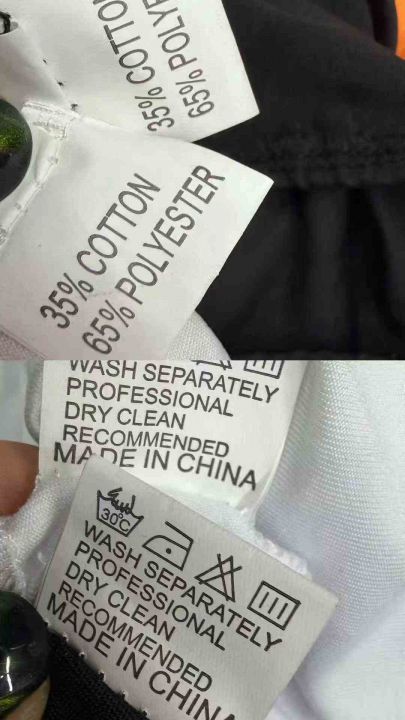 35% COTTO
65% POLYE
35% COTTON
65% POLYESTER
WASH SEPARATELY
PROFESSIONAL
DRY CLEAN
RECOMMENDED
MADE IN CHINA
30°C
WASH SEPARATELY
PROFESSIONAL
DRY CLEAN
RECOMMENDED
MADE IN CHINA